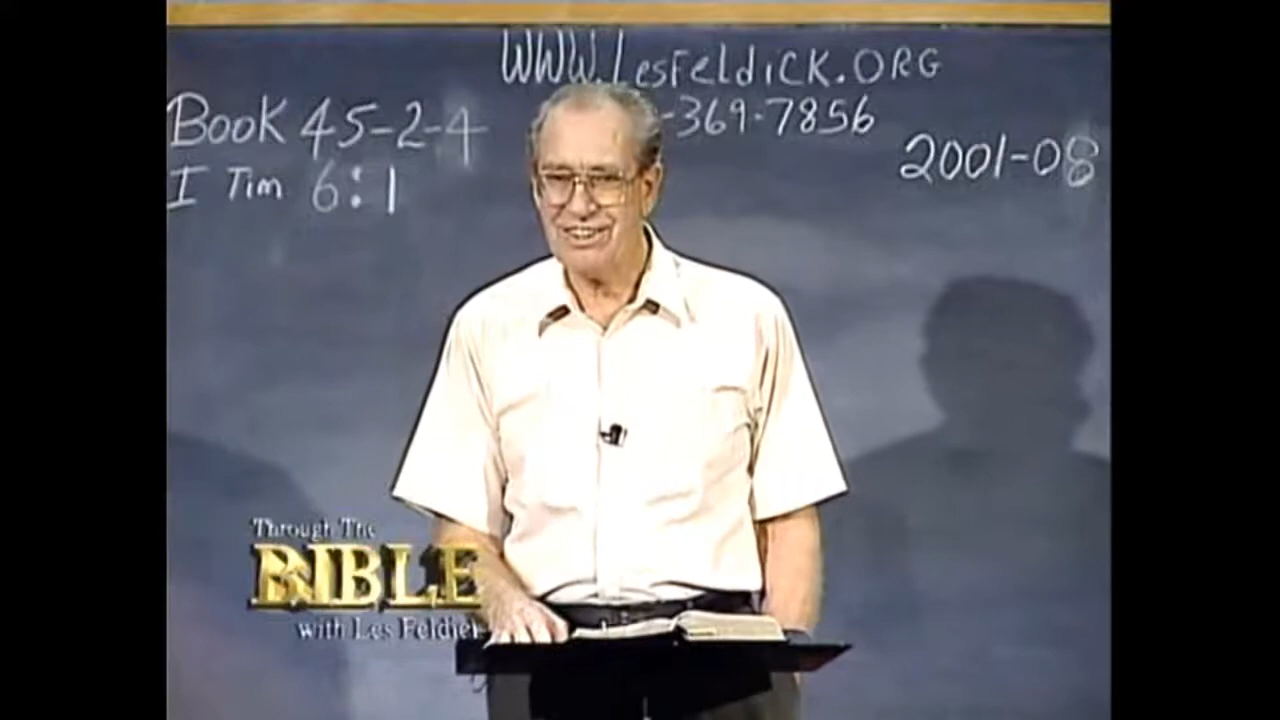 WWW.LesFeldiCK.ORG
-369-7856
Book 45-2-4
2001-08
I Tim 6:1
Through The
BIBLE
with Les Feldick